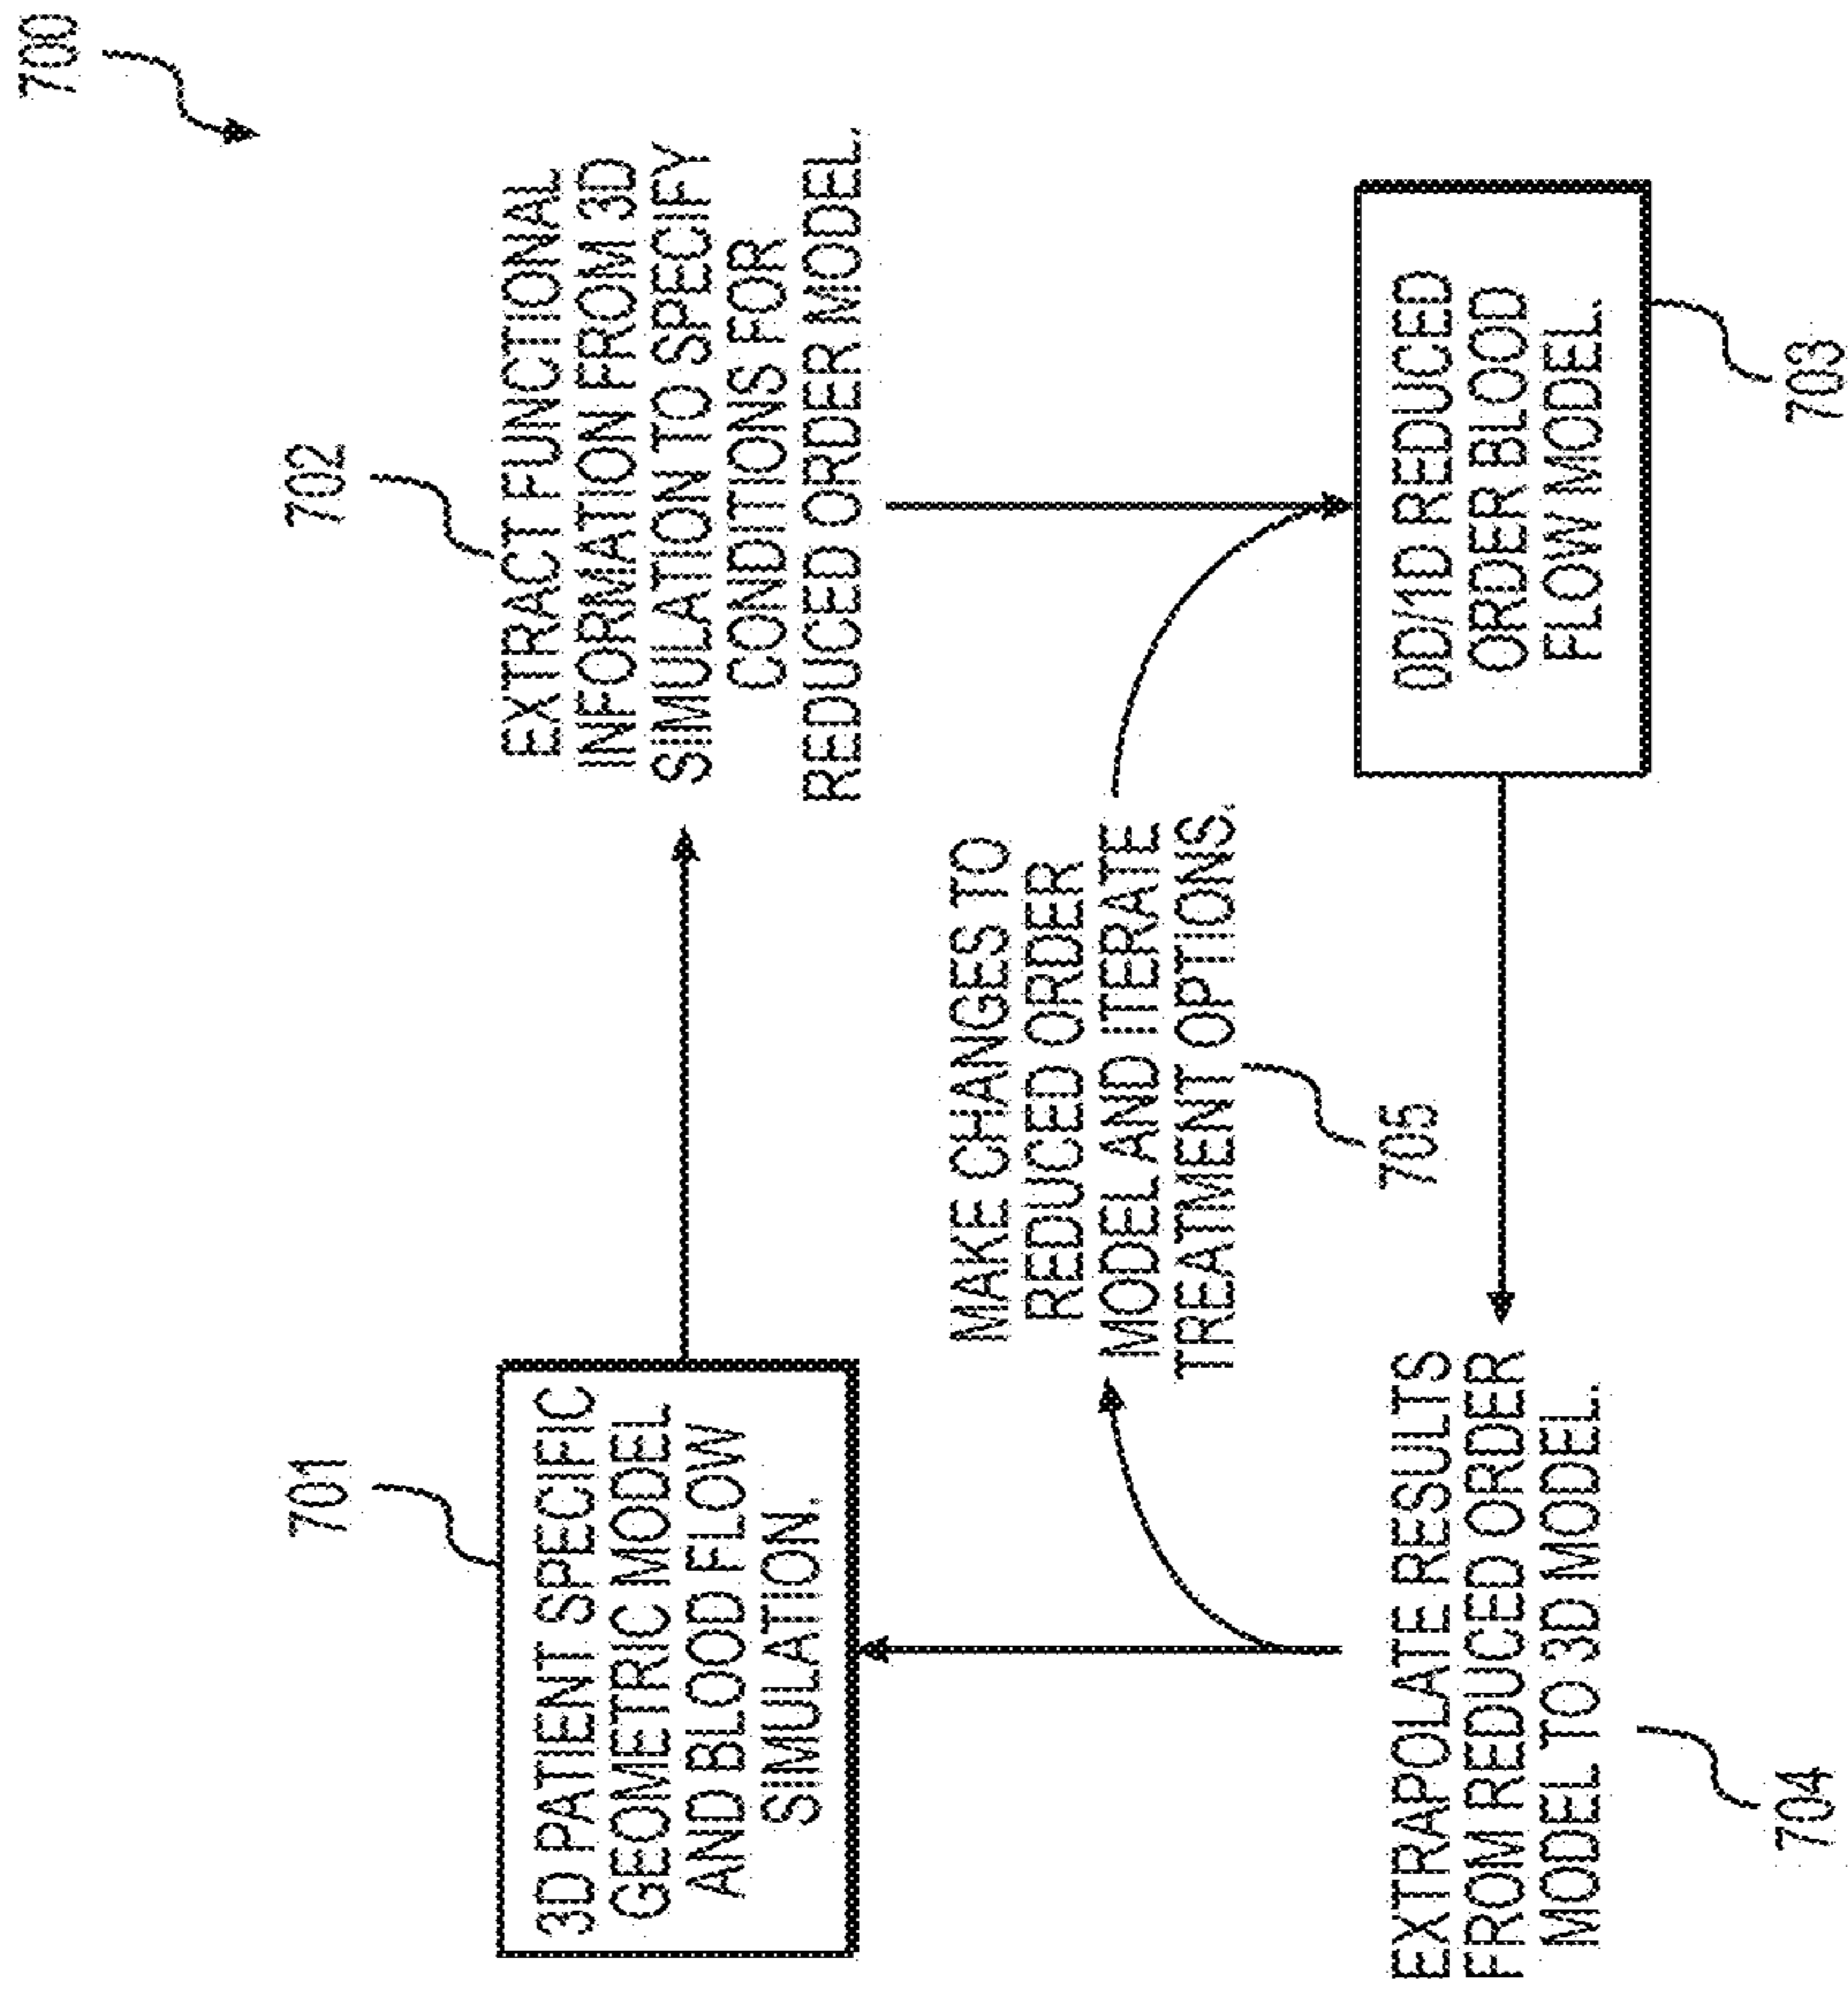 700
701
3D PATIENT SPECIFIC
GEOMETRIC MODEL
AND BLOOD FLOW
SIMULATION.
702
EXTRACT FUNCTIONAL
INFORMATION FROM 3D
SIMULATION TO SPECIFY
CONDITIONS FOR
REDUCED ORDER MODEL.
MAKE CHANGES TO
REDUCED ORDER
MODEL AND ITERATE
TREATMENT OPTIONS.
705
EXTRAPOLATE RESULTS
FROM REDUCED ORDER
MODEL TO 3D MODEL.
704
0D/1D REDUCED
ORDER BLOOD
FLOW MODEL.
703